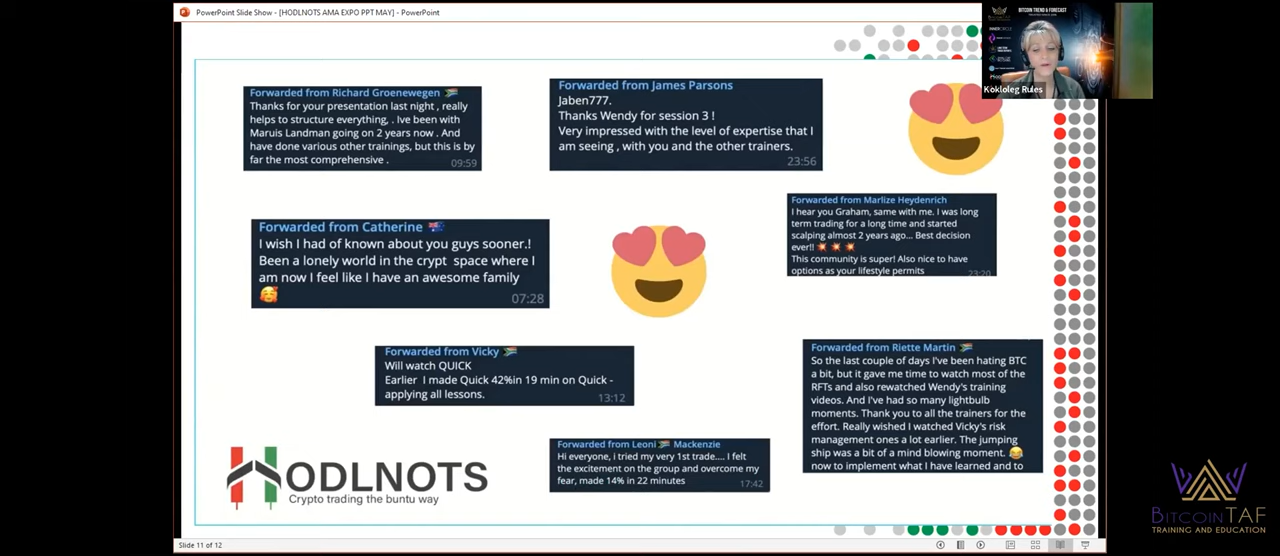 PowerPoint Slide Show - [HODLNOTS AMA EXPO PPT MAY] - PowerPoint
BITCOIN TREND & FORECAST
Kokloleg Rules
Forwarded from Richard Groenewegen
Thanks for your presentation last night , really
helps to structure everything, . Ive been with
Maruis Landman going on 2 years now . And
have done various other trainings, but this is by
far the most comprehensive .
09:59
Forwarded from James Parsons
Jaben777.
Thanks Wendy for session 3 !
Very impressed with the level of expertise that I
am seeing , with you and the other trainers.
23:56
Forwarded from Catherine
I wish I had of known about you guys sooner.!
Been a lonely world in the crypt space where I
am now I feel like I have an awesome family
07:28
Forwarded from Marlize Heydenrich
I hear you Graham, same with me. I was long
term trading for a long time and started
scalping almost 2 years ago... Best decision
ever!!
This community is super! Also nice to have
options as your lifestyle permits
23:20
Forwarded from Vicky
Will watch QUICK
Earlier I made Quick 42%in 19 min on Quick -
applying all lessons.
13:12
Forwarded from Riette Martin
So the last couple of days I've been hating BTC
a bit, but it gave me time to watch most of the
RFTs and also rewatched Wendy's training
videos. And I've had so many lightbulb
moments. Thank you to all the trainers for the
effort. Really wished I watched Vicky's risk
management ones a lot earlier. The jumping
ship was a bit of a mind blowing moment.
now to implement what I have learned and to
Forwarded from Leoni Mackenzie
Hi everyone, i tried my very 1st trade.... I felt
the excitement on the group and overcome my
fear, made 14% in 22 minutes
17:42
HODLNOTS
Crypto trading the buntu way
BITCOINTAF
TRAINING AND EDUCATION
Slide 11 of 12